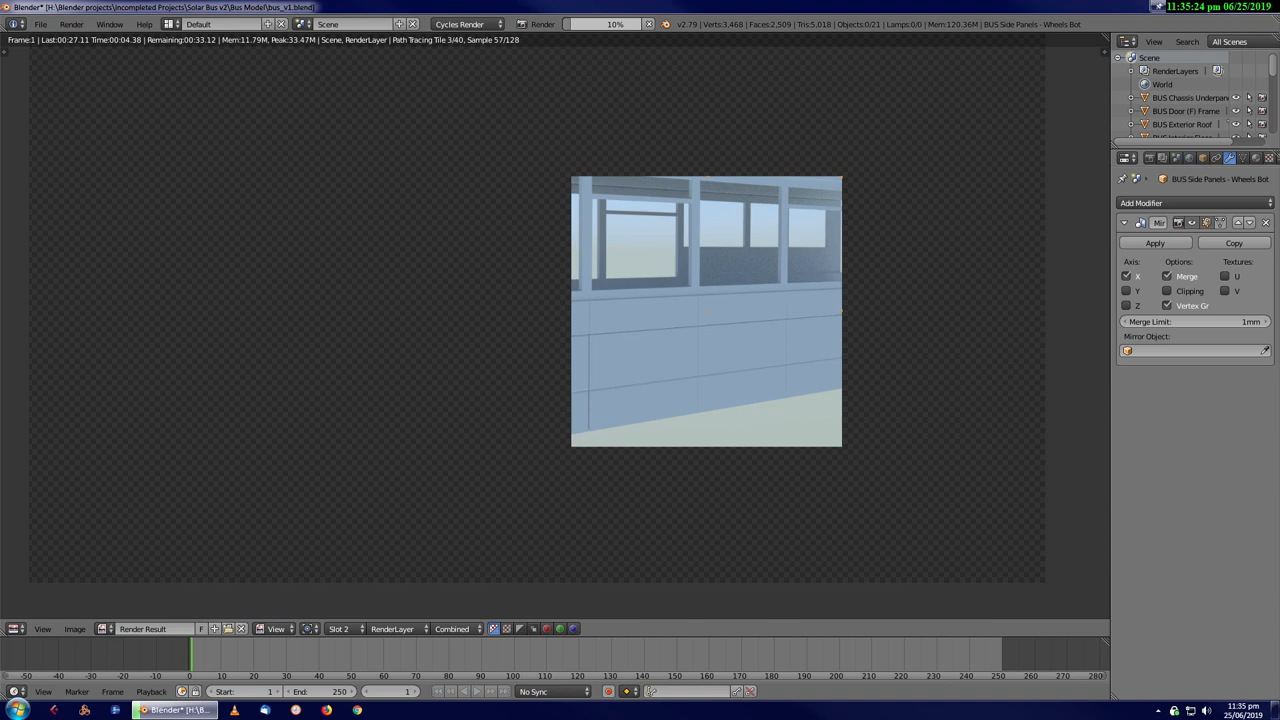 Blender* [H:\Blender projects\Incompleted Projects\Solar Bus v2\Bus Model\bus_v1.blend]
11:35:24 pm 06/25/2019
File Render Window Help Default Scene Cycles Render Render 10% v2.79 | Verts:3,468 | Faces:2,509 | Tris:5,018 | Objects:0/21 | Lamps:0/0 | Mem:120.36M | BUS Side Panels - Wheels Bot
Frame:1 | Last:00:27.11 Time:00:04.38 | Remaining:00:33.12 | Mem:11.79M, Peak:33.47M | Scene, RenderLayer | Path Tracing Tile 3/40, Sample 57/128
View Search All Scenes
Scene
RenderLayers |
World
BUS Chassis Underpan
BUS Door (F) Frame
BUS Exterior Roof
BUS Side Panels - Wheels Bot
Add Modifier
Mir
Apply Copy
Axis: Options: Textures:
X Merge U
Y Clipping V
Z Vertex Gr
Merge Limit: 1mm
Mirror Object:
View Image Render Result F View Slot 2 RenderLayer Combined
-50 -40 -30 -20 -10 0 10 20 30 40 50 60 70 80 90 100 110 120 130 140 150 160 170 180 190 200 210 220 230 240 250 260 270 280
View Marker Frame Playback Start: 1 End: 250 1 No Sync
Blender* [H:\B...
11:35 pm
25/06/2019